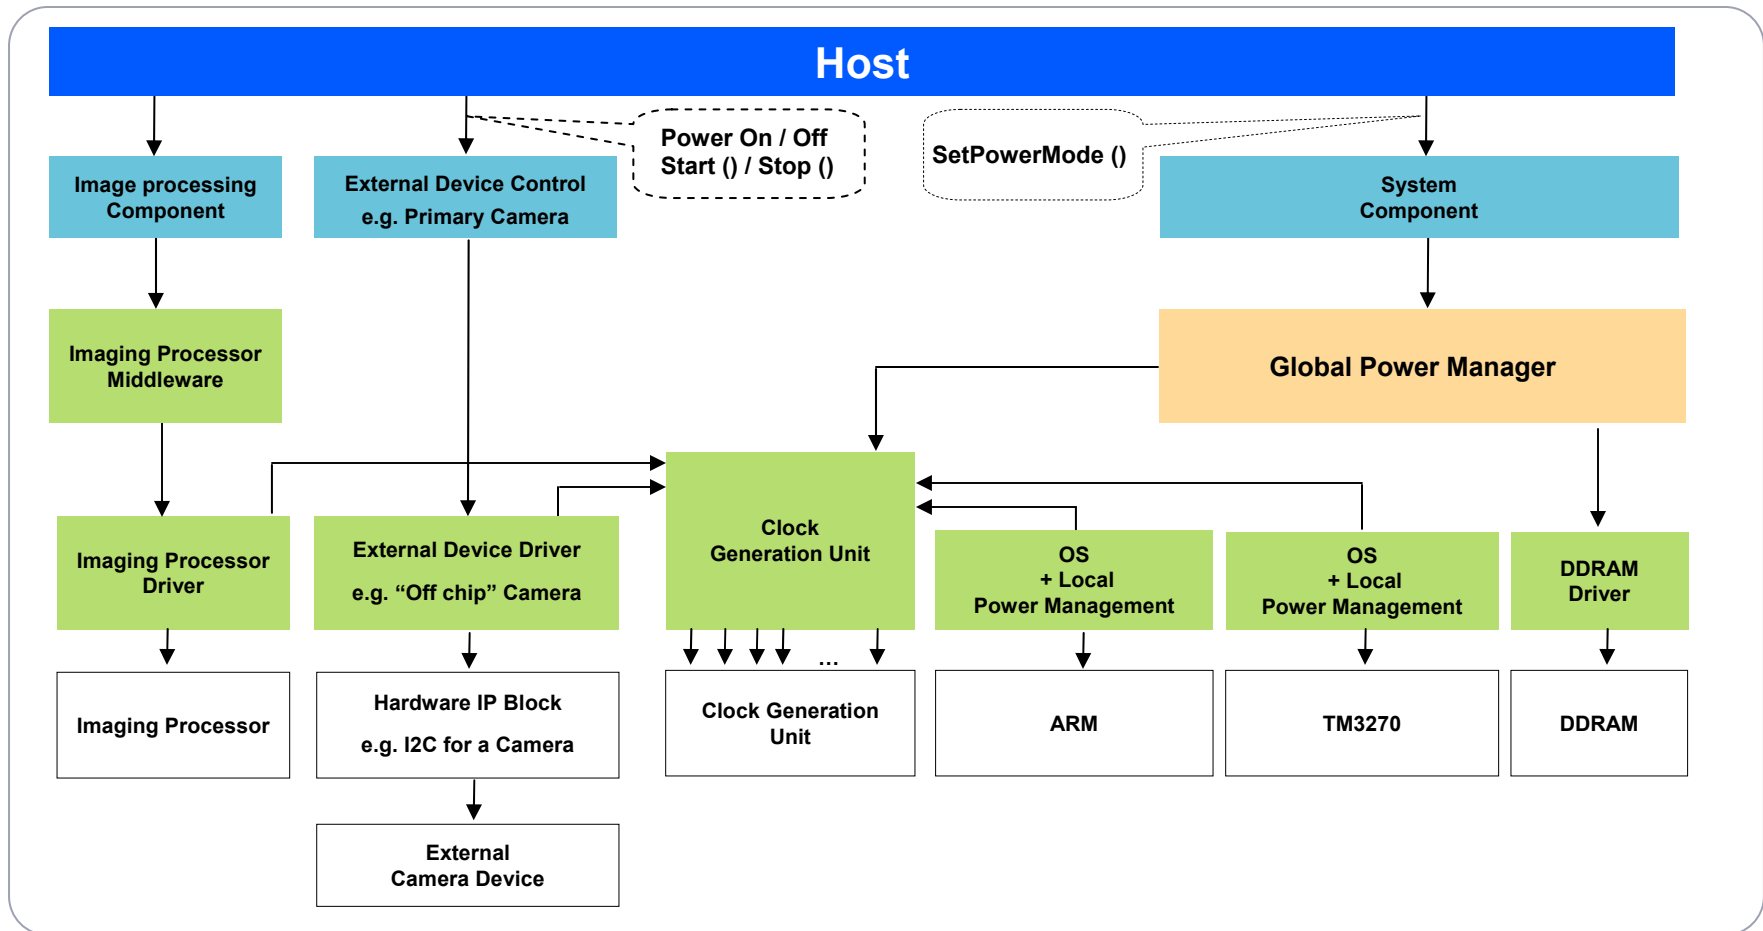 Host
Power On / Off
Start () / Stop ()
SetPowerMode ()
Image processing
Component
External Device Control
e.g. Primary Camera
System
Component
Imaging Processor
Middleware
Global Power Manager
Imaging Processor
Driver
External Device Driver
e.g. “Off chip” Camera
Clock
Generation Unit
OS
+ Local
Power Management
OS
+ Local
Power Management
DDRAM
Driver
...
Imaging Processor
Hardware IP Block
e.g. I2C for a Camera
Clock Generation
Unit
ARM
TM3270
DDRAM
External
Camera Device